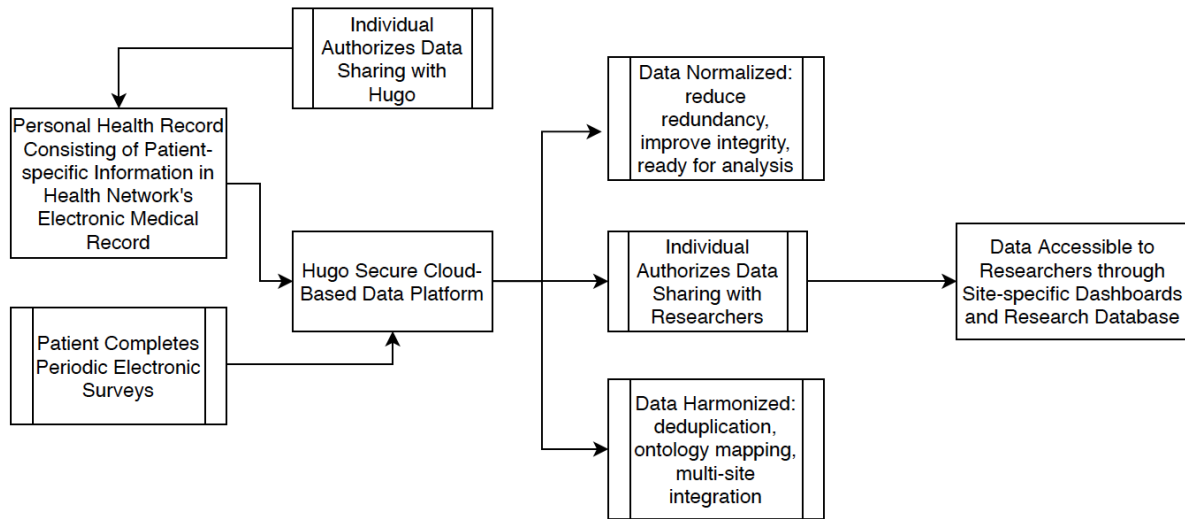 Individual
Authorizes Data
Sharing with
Hugo
Personal Health Record
Consisting of Patient-
specific Information in
Health Network's
Electronic Medical
Record
Patient Completes
Periodic Electronic
Surveys
Hugo Secure Cloud-
Based Data Platform
Data Normalized:
reduce
redundancy,
improve integrity,
ready for analysis
Individual
Authorizes Data
Sharing with
Researchers
Data Harmonized:
deduplication,
ontology mapping,
multi-site
integration
Data Accessible to
Researchers through
Site-specific Dashboards
and Research Database